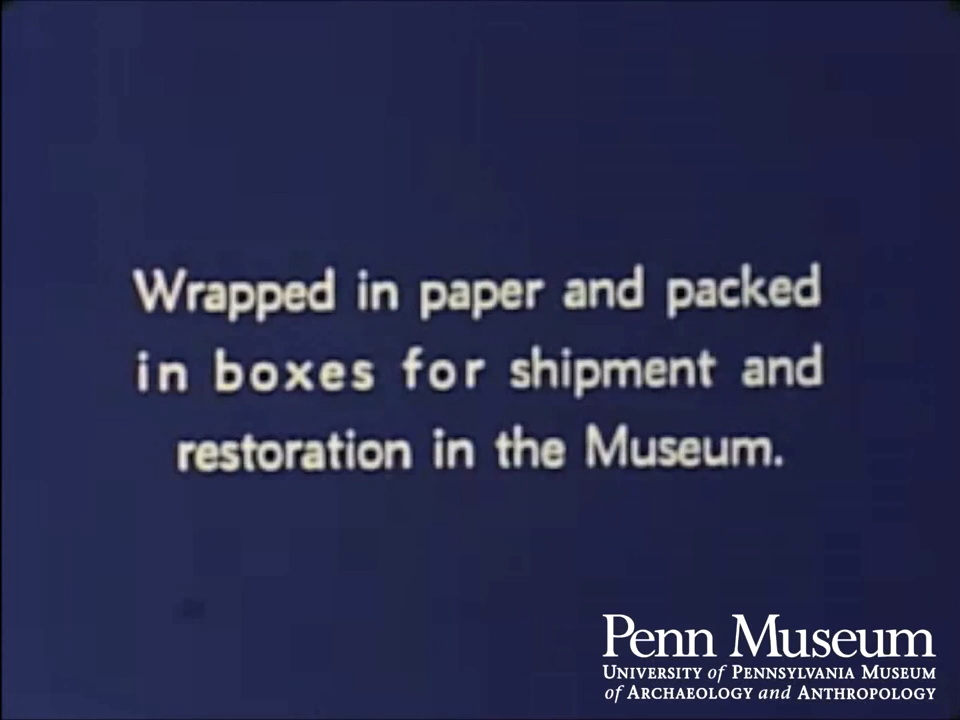 Wrapped in paper and packed
in boxes for shipment and
restoration in the Museum.
Penn Museum
University of Pennsylvania Museum
of Archaeology and Anthropology